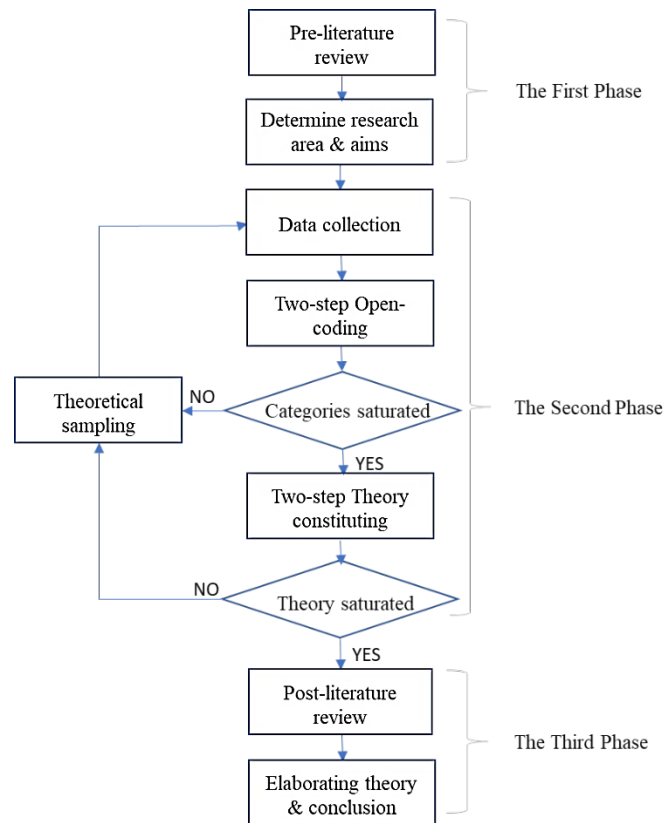 Pre-literature
review
The First Phase
Determine research
area & aims
Data collection
Two-step Open-
coding
Theoretical
sampling
NO
Categories saturated
The Second Phase
YES
Two-step Theory
constituting
NO
Theory saturated
YES
Post-literature
review
The Third Phase
Elaborating theory
& conclusion